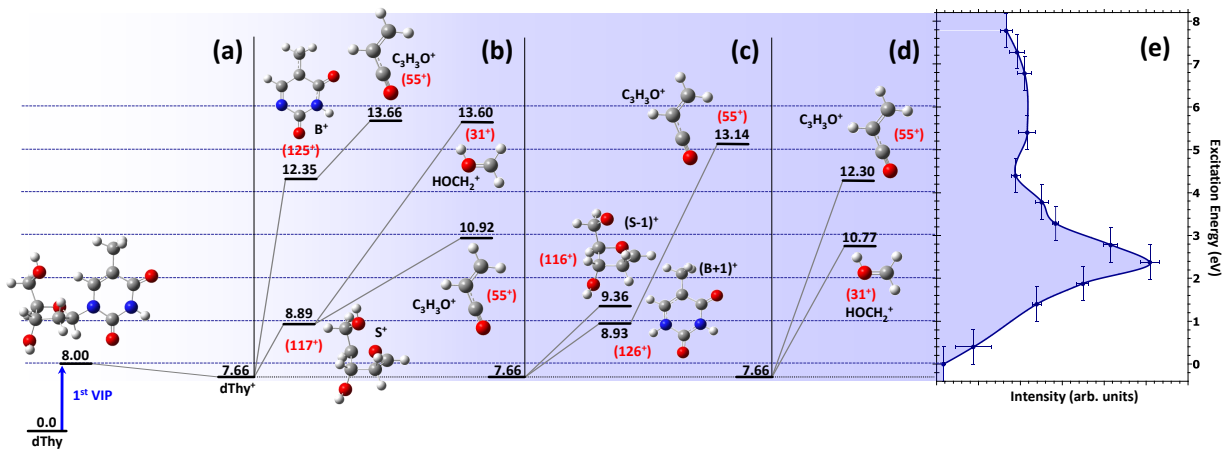 (a)
(b)
(c)
(d)
(e)
C₃H₃O⁺
(55⁺)
13.66
B⁺
(125⁺)
12.35
13.60
(31⁺)
HOCH₂⁺
10.92
C₃H₃O⁺
(55⁺)
8.89
(117⁺)
S⁺
8.00
7.66
dThy⁺
1st VIP
0.0
dThy
C₃H₃O⁺
(55⁺)
13.14
(S-1)⁺
(116⁺)
9.36
(B+1)⁺
8.93
(126⁺)
7.66
C₃H₃O⁺
(55⁺)
12.30
10.77
(31⁺)
HOCH₂⁺
7.66
8
7
6
5
4
3
2
1
0
Excitation Energy (eV)
Intensity (arb. units)